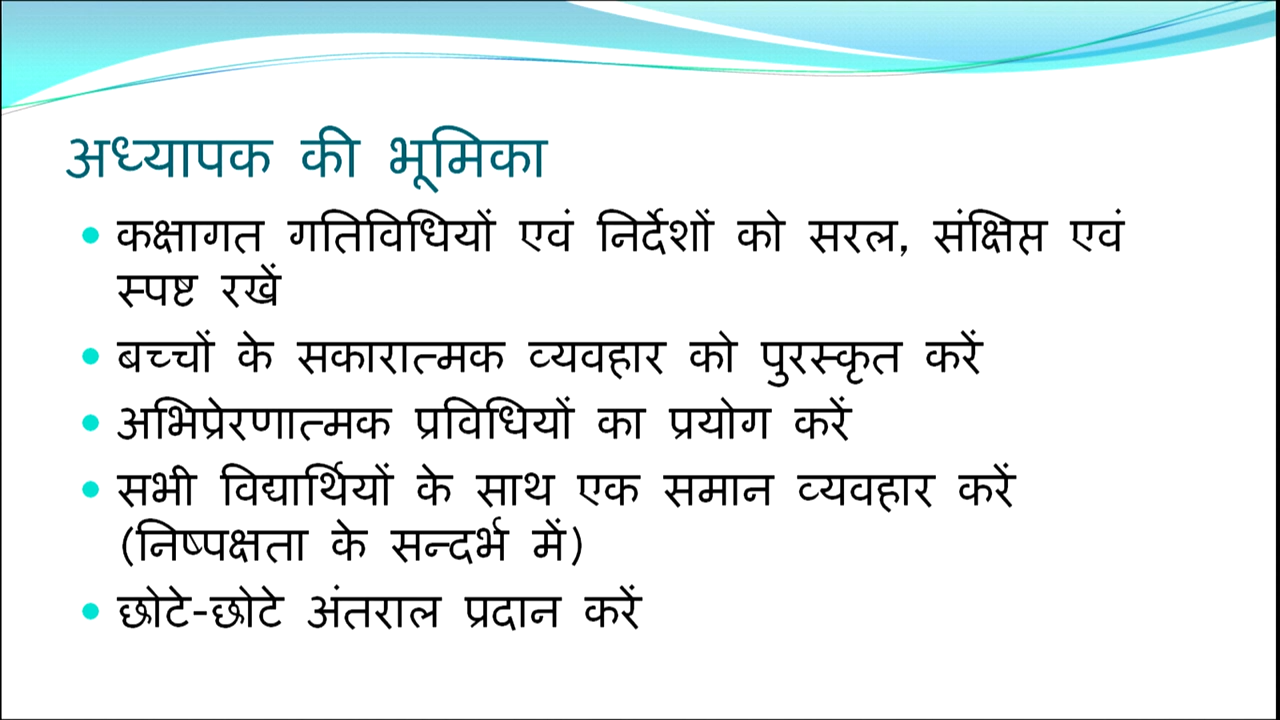 अध्यापक की भूमिका
• कक्षागत गतिविधियों एवं निर्देशों को सरल, संक्षिप्त एवं
स्पष्ट रखें
• बच्चों के सकारात्मक व्यवहार को पुरस्कृत करें
• अभिप्रेरणात्मक प्रविधियों का प्रयोग करें
• सभी विद्यार्थियों के साथ एक समान व्यवहार करें
(निष्पक्षता के सन्दर्भ में)
• छोटे-छोटे अंतराल प्रदान करें